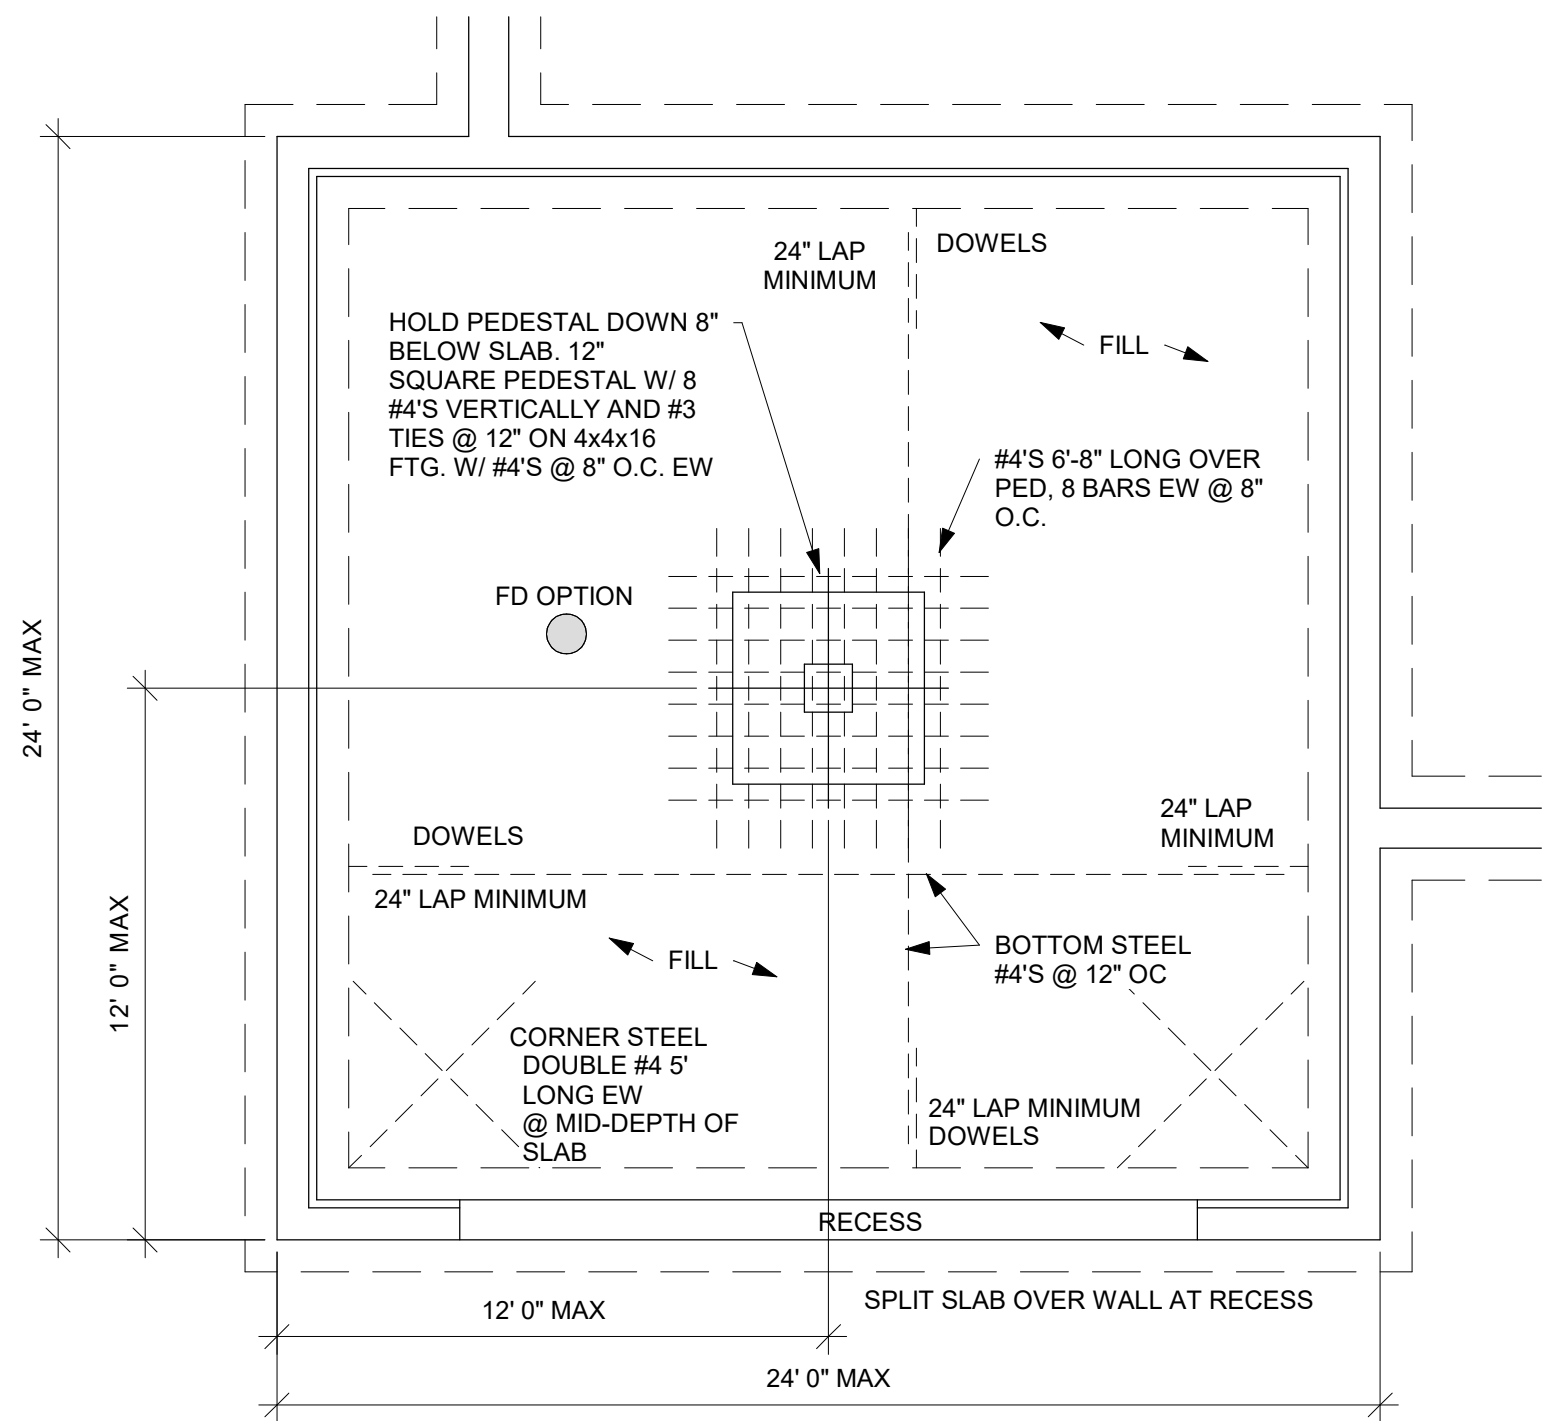 24" LAP
MINIMUM
DOWELS
HOLD PEDESTAL DOWN 8"
BELOW SLAB. 12"
SQUARE PEDESTAL W/ 8
#4'S VERTICALLY AND #3
TIES @ 12" ON 4x4x16
FTG. W/ #4'S @ 8" O.C. EW
FILL
#4'S 6'-8" LONG OVER
PED, 8 BARS EW @ 8"
O.C.
FD OPTION
24' 0" MAX
12' 0" MAX
DOWELS
24" LAP MINIMUM
24" LAP
MINIMUM
FILL
BOTTOM STEEL
#4'S @ 12" OC
CORNER STEEL
DOUBLE #4 5'
LONG EW
@ MID-DEPTH OF
SLAB
24" LAP MINIMUM
DOWELS
RECESS
SPLIT SLAB OVER WALL AT RECESS
12' 0" MAX
24' 0" MAX